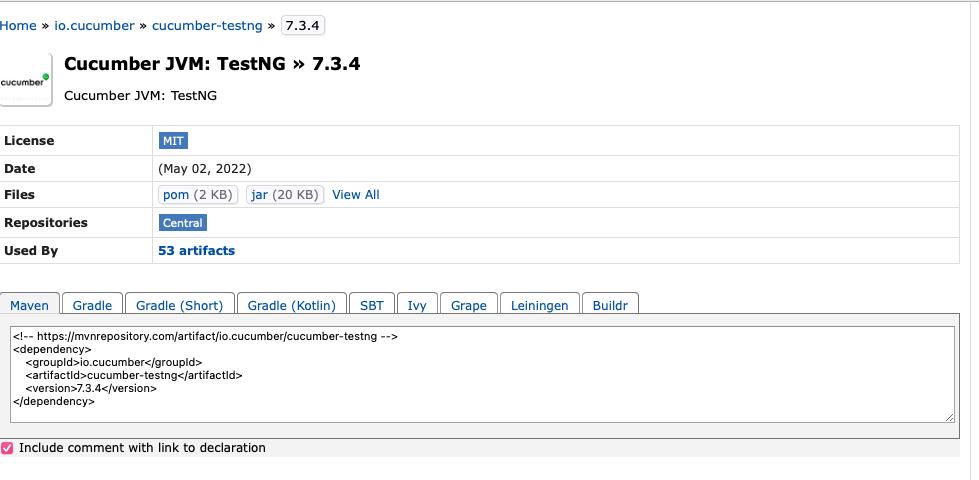 Home » io.cucumber » cucumber-testng » 7.3.4
cucumber
Cucumber JVM: TestNG » 7.3.4
Cucumber JVM: TestNG
License MIT
Date (May 02, 2022)
Files pom (2 KB) jar (20 KB) View All
Repositories Central
Used By 53 artifacts
Maven Gradle Gradle (Short) Gradle (Kotlin) SBT Ivy Grape Leiningen Buildr
<!-- https://mvnrepository.com/artifact/io.cucumber/cucumber-testng -->
<dependency>
    <groupId>io.cucumber</groupId>
    <artifactId>cucumber-testng</artifactId>
    <version>7.3.4</version>
</dependency>
Include comment with link to declaration